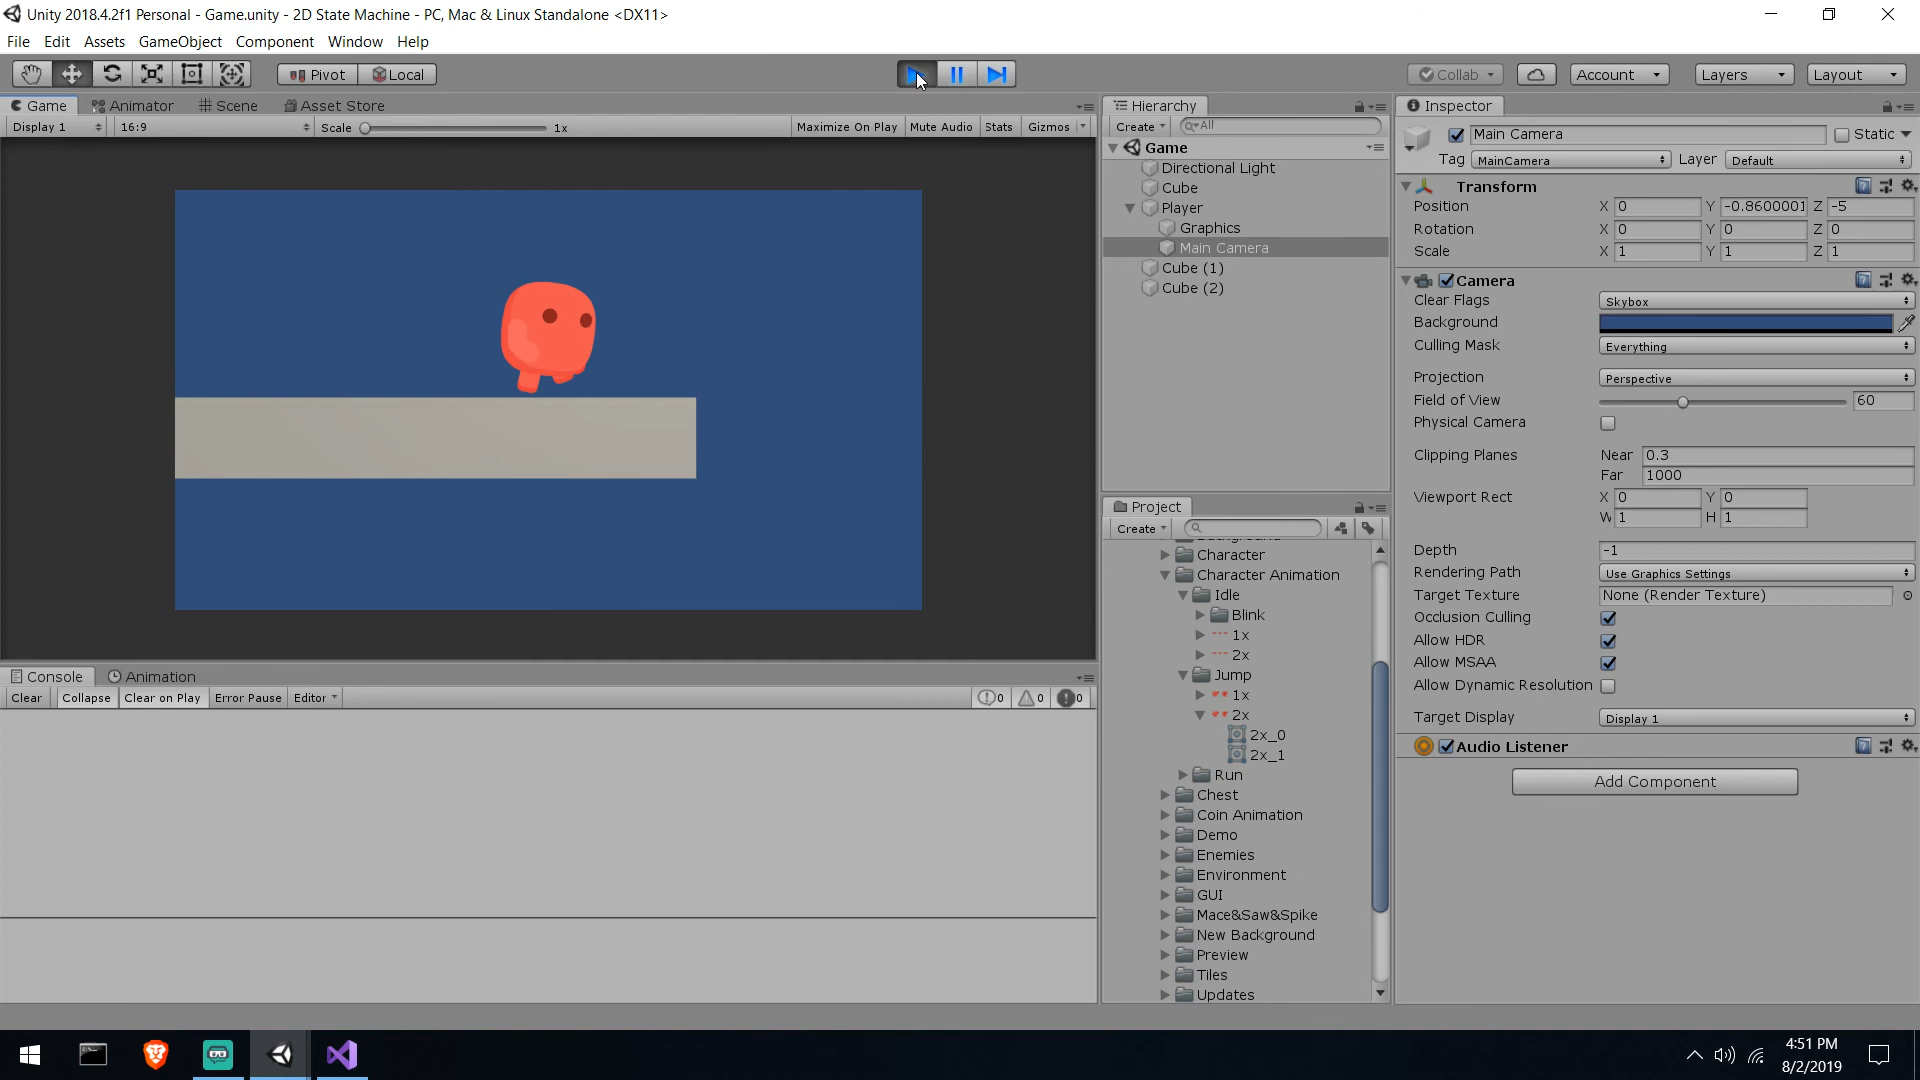 Unity 2018.4.2f1 Personal - Game.unity - 2D State Machine - PC, Mac & Linux Standalone <DX11>
File Edit Assets GameObject Component Window Help
Pivot Local Collab Account Layers Layout
Game Animator Scene Asset Store
Display 1 16:9 Scale 1x Maximize On Play Mute Audio Stats Gizmos
Hierarchy
Create All
Game
Directional Light
Cube
Player
Graphics
Main Camera
Cube (1)
Cube (2)
Inspector
Main Camera Static
Tag MainCamera Layer Default
Transform
Position X 0 Y -0.8600001 Z -5
Rotation X 0 Y 0 Z 0
Scale X 1 Y 1 Z 1
Camera
Clear Flags Skybox
Background
Culling Mask Everything
Projection Perspective
Field of View 60
Physical Camera
Clipping Planes Near 0.3
Far 1000
Viewport Rect X 0 Y 0
W 1 H 1
Depth -1
Rendering Path Use Graphics Settings
Target Texture None (Render Texture)
Occlusion Culling
Allow HDR
Allow MSAA
Allow Dynamic Resolution
Target Display Display 1
Audio Listener
Add Component
Project
Create
Character
Character Animation
Idle
Blink
1x
2x
Jump
1x
2x
2x_0
2x_1
Run
Chest
Coin Animation
Demo
Enemies
Environment
GUI
Mace&Saw&Spike
New Background
Preview
Tiles
Updates
Console Animation
Clear Collapse Clear on Play Error Pause Editor 0 0 0
4:51 PM
8/2/2019